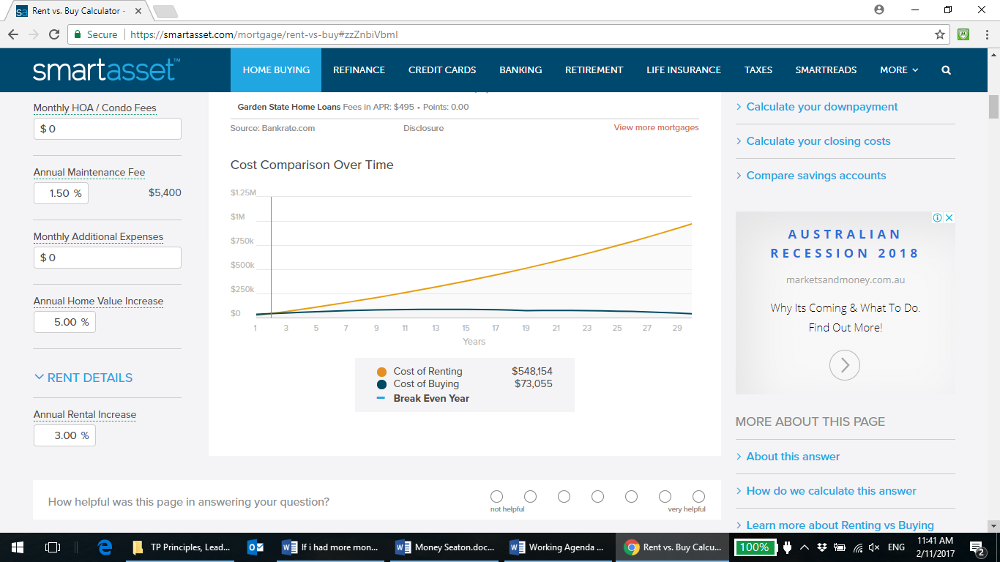 Rent vs. Buy Calculator -
Secure https://smartasset.com/mortgage/rent-vs-buy#zzZnbiVbmI
smartasset™
HOME BUYING REFINANCE CREDIT CARDS BANKING RETIREMENT LIFE INSURANCE TAXES SMARTREADS MORE
Monthly HOA / Condo Fees
$ 0
Annual Maintenance Fee
1.50 % $5,400
Monthly Additional Expenses
$ 0
Annual Home Value Increase
5.00 %
RENT DETAILS
Annual Rental Increase
3.00 %
Garden State Home Loans Fees in APR: $495 • Points: 0.00
Source: Bankrate.com Disclosure View more mortgages
Cost Comparison Over Time
$1.25M
$1M
$750k
$500k
$250k
$0
1 3 5 7 9 11 13 15 17 19 21 23 25 27 29
Years
Cost of Renting $548,154
Cost of Buying $73,055
Break Even Year
Calculate your downpayment
Calculate your closing costs
Compare savings accounts
AUSTRALIAN
RECESSION 2018
marketsandmoney.com.au
Why Its Coming & What To Do.
Find Out More!
MORE ABOUT THIS PAGE
About this answer
How do we calculate this answer
Learn more about Renting vs Buying
How helpful was this page in answering your question?
not helpful very helpful
TP Principles, Lead... If i had more mon... Money Seaton.doc... Working Agenda ... Rent vs. Buy Calcu... 100% ENG
11:41 AM
2/11/2017
2